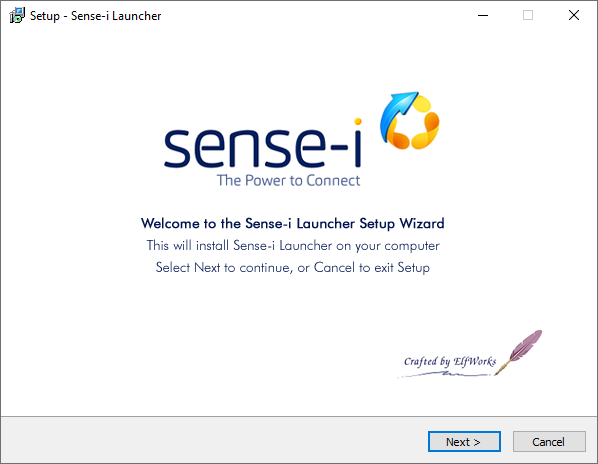 Setup - Sense-i Launcher
sense-i
The Power to Connect
Welcome to the Sense-i Launcher Setup Wizard
This will install Sense-i Launcher on your computer
Select Next to continue, or Cancel to exit Setup
Crafted by ElfWorks
Next >
Cancel